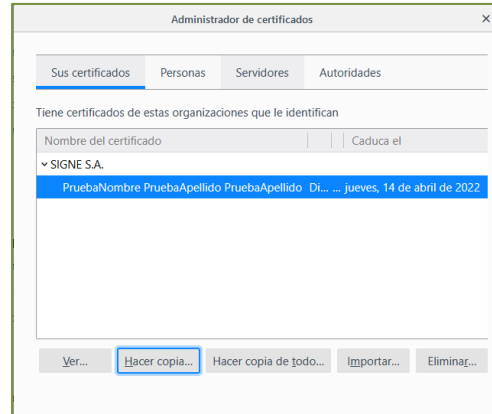 Administrador de certificados
Sus certificados Personas Servidores Autoridades
Tiene certificados de estas organizaciones que le identifican
Nombre del certificado Caduca el
SIGNE S.A.
PruebaNombre PruebaApellido PruebaApellido Di... ... jueves, 14 de abril de 2022
Ver... Hacer copia... Hacer copia de todo... Importar... Eliminar...